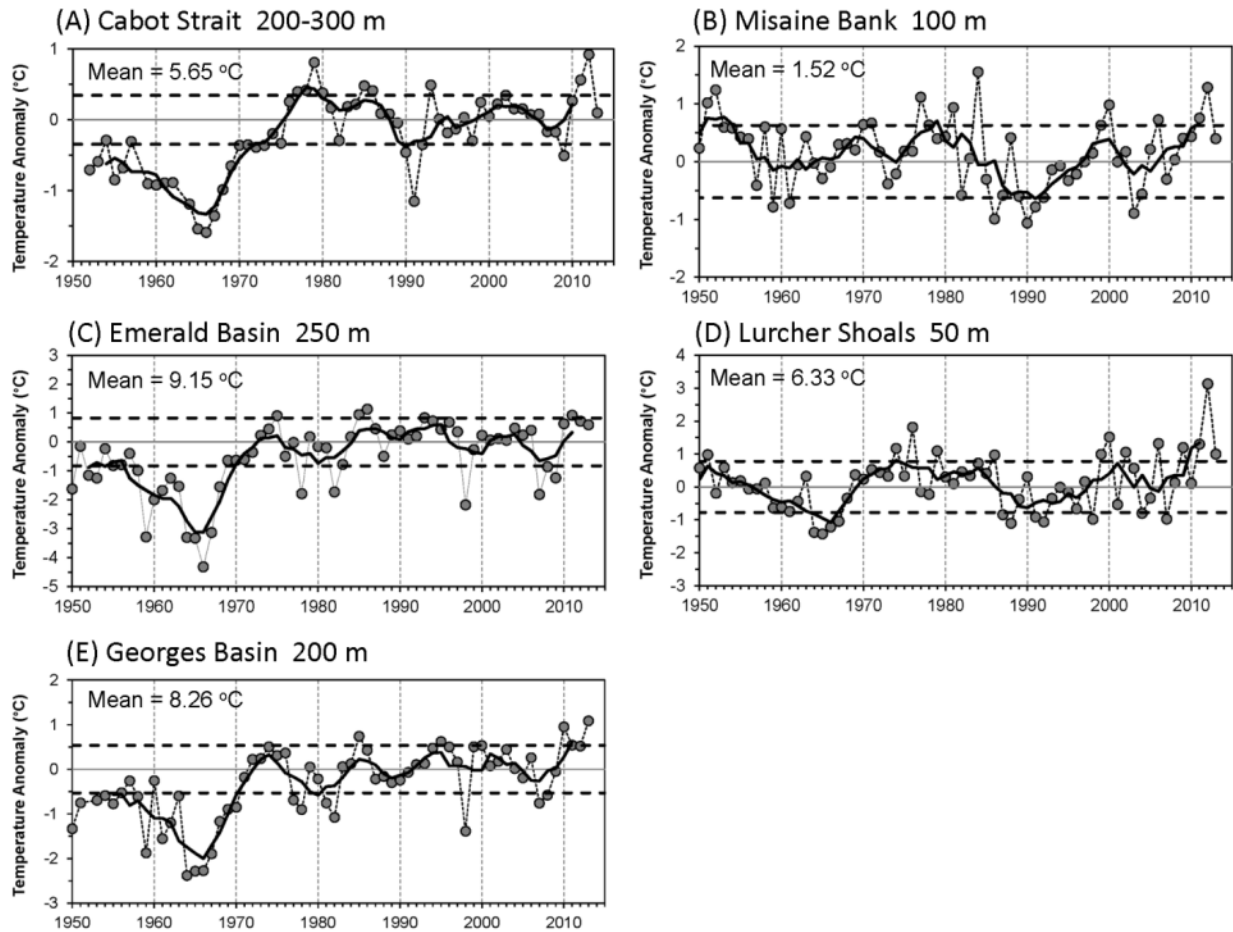 (A) Cabot Strait 200-300 m
Temperature Anomaly (°C)
Mean = 5.65 °C
1
0
-1
-2
1950 1960 1970 1980 1990 2000 2010
(B) Misaine Bank 100 m
Temperature Anomaly (°C)
Mean = 1.52 °C
2
1
0
-1
-2
1950 1960 1970 1980 1990 2000 2010
(C) Emerald Basin 250 m
Temperature Anomaly (°C)
Mean = 9.15 °C
3
2
1
0
-1
-2
-3
-4
-5
1950 1960 1970 1980 1990 2000 2010
(D) Lurcher Shoals 50 m
Temperature Anomaly (°C)
Mean = 6.33 °C
4
3
2
1
0
-1
-2
-3
1950 1960 1970 1980 1990 2000 2010
(E) Georges Basin 200 m
Temperature Anomaly (°C)
Mean = 8.26 °C
2
1
0
-1
-2
-3
1950 1960 1970 1980 1990 2000 2010